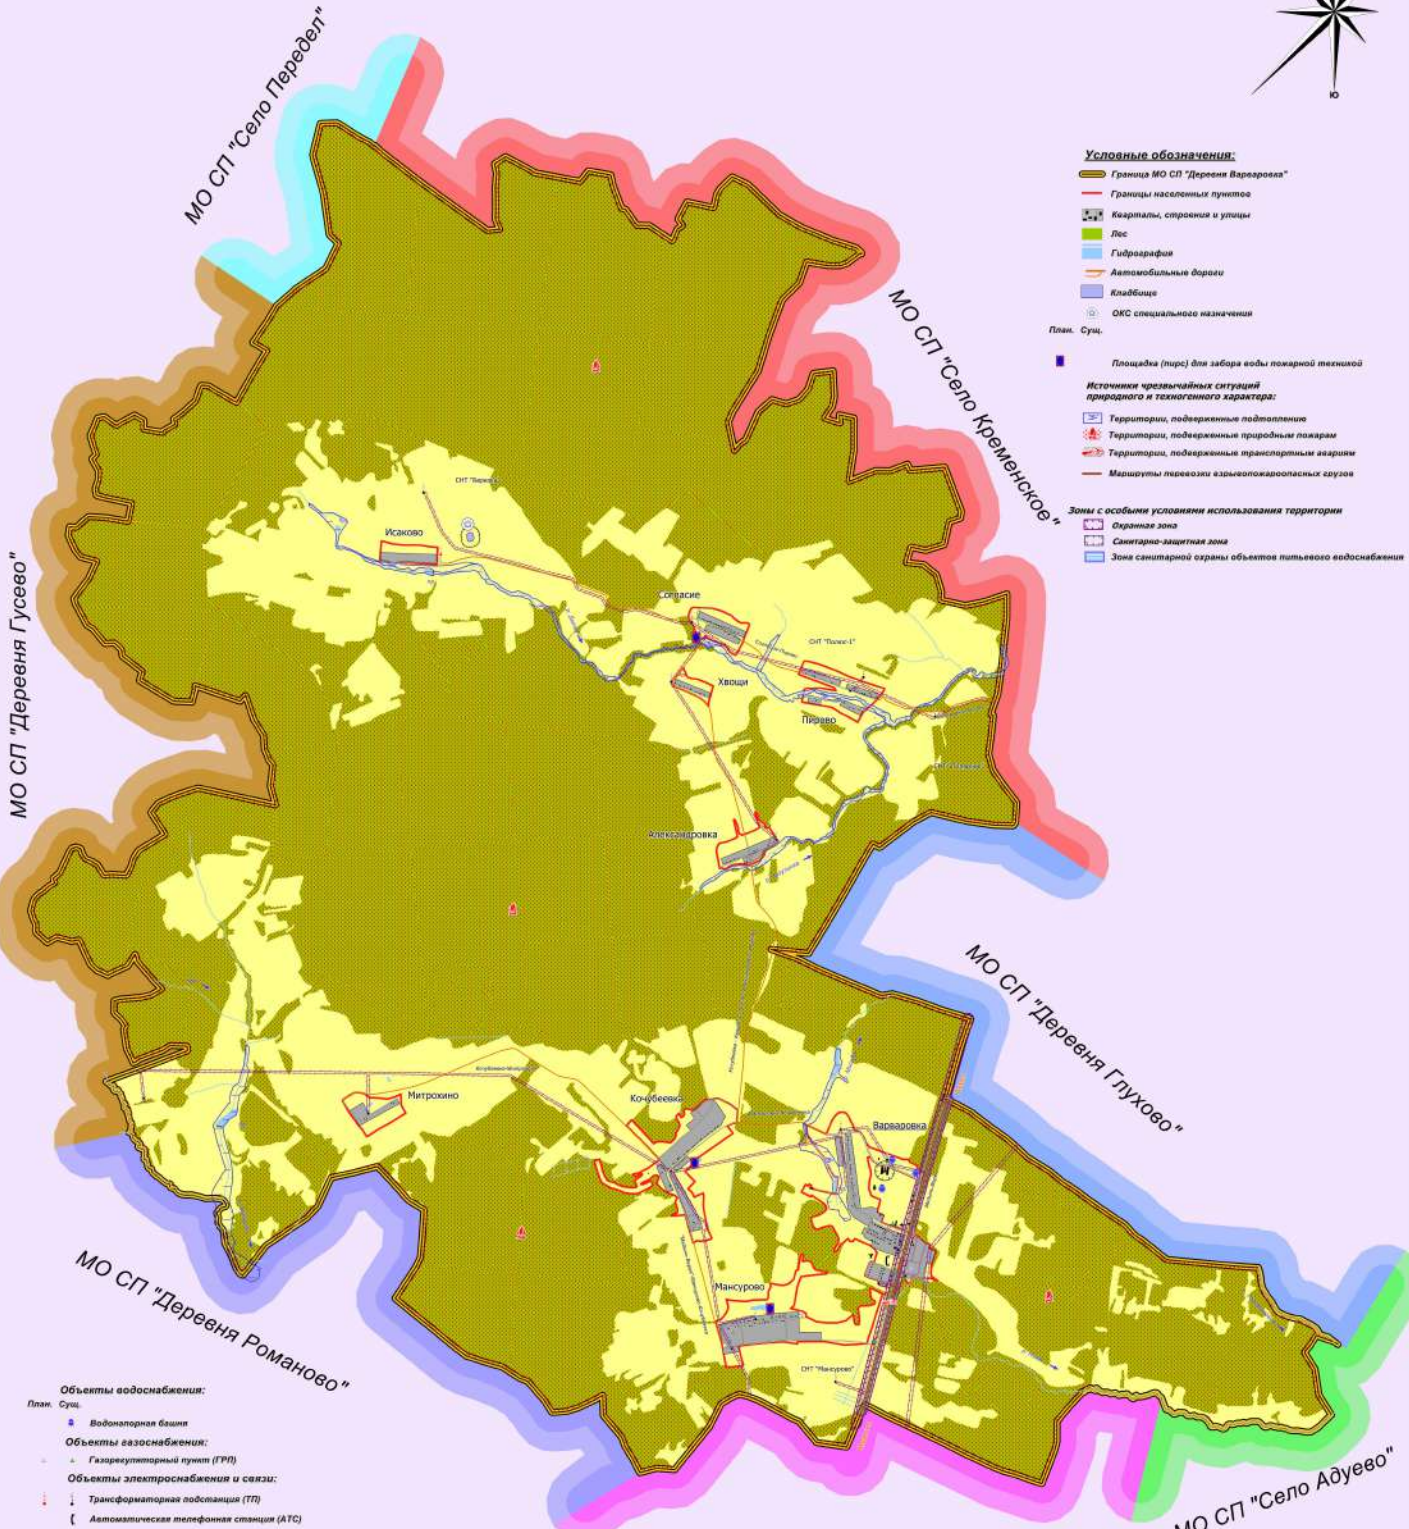 Ю
МО СП "Село Передел"
Условные обозначения:
Граница МО СП "Деревня Варваровка"
Границы населенных пунктов
Кварталы, строения и улицы
Лес
Гидрография
Автомобильные дороги
Кладбище
ОКС специального назначения
План. Сущ.
Площадка (пирс) для забора воды пожарной техникой
Источники чрезвычайных ситуаций
природного и техногенного характера:
Территории, подверженные подтоплению
Территории, подверженные природным пожарам
Территории, подверженные транспортным авариям
Маршруты перевозки взрывопожароопасных грузов
Зоны с особыми условиями использования территории
Охранная зона
Санитарно-защитная зона
Зона санитарной охраны объектов питьевого водоснабжения
МО СП "Село Кременское"
МО СП "Деревня Гусево"
Исаково
Согласие
СНТ "Полюс-1"
Хвощи
Пирово
Александровка
МО СП "Деревня Глухово"
Митрохино
Кочубеевка
Варваровка
Мансурово
СНТ "Мансурово"
МО СП "Деревня Романово"
МО СП "Село Адуево"
Объекты водоснабжения:
План. Сущ.
Водонапорная башня
Объекты газоснабжения:
Газорегуляторный пункт (ГРП)
Объекты электроснабжения и связи:
Трансформаторная подстанция (ТП)
Автоматическая телефонная станция (АТС)